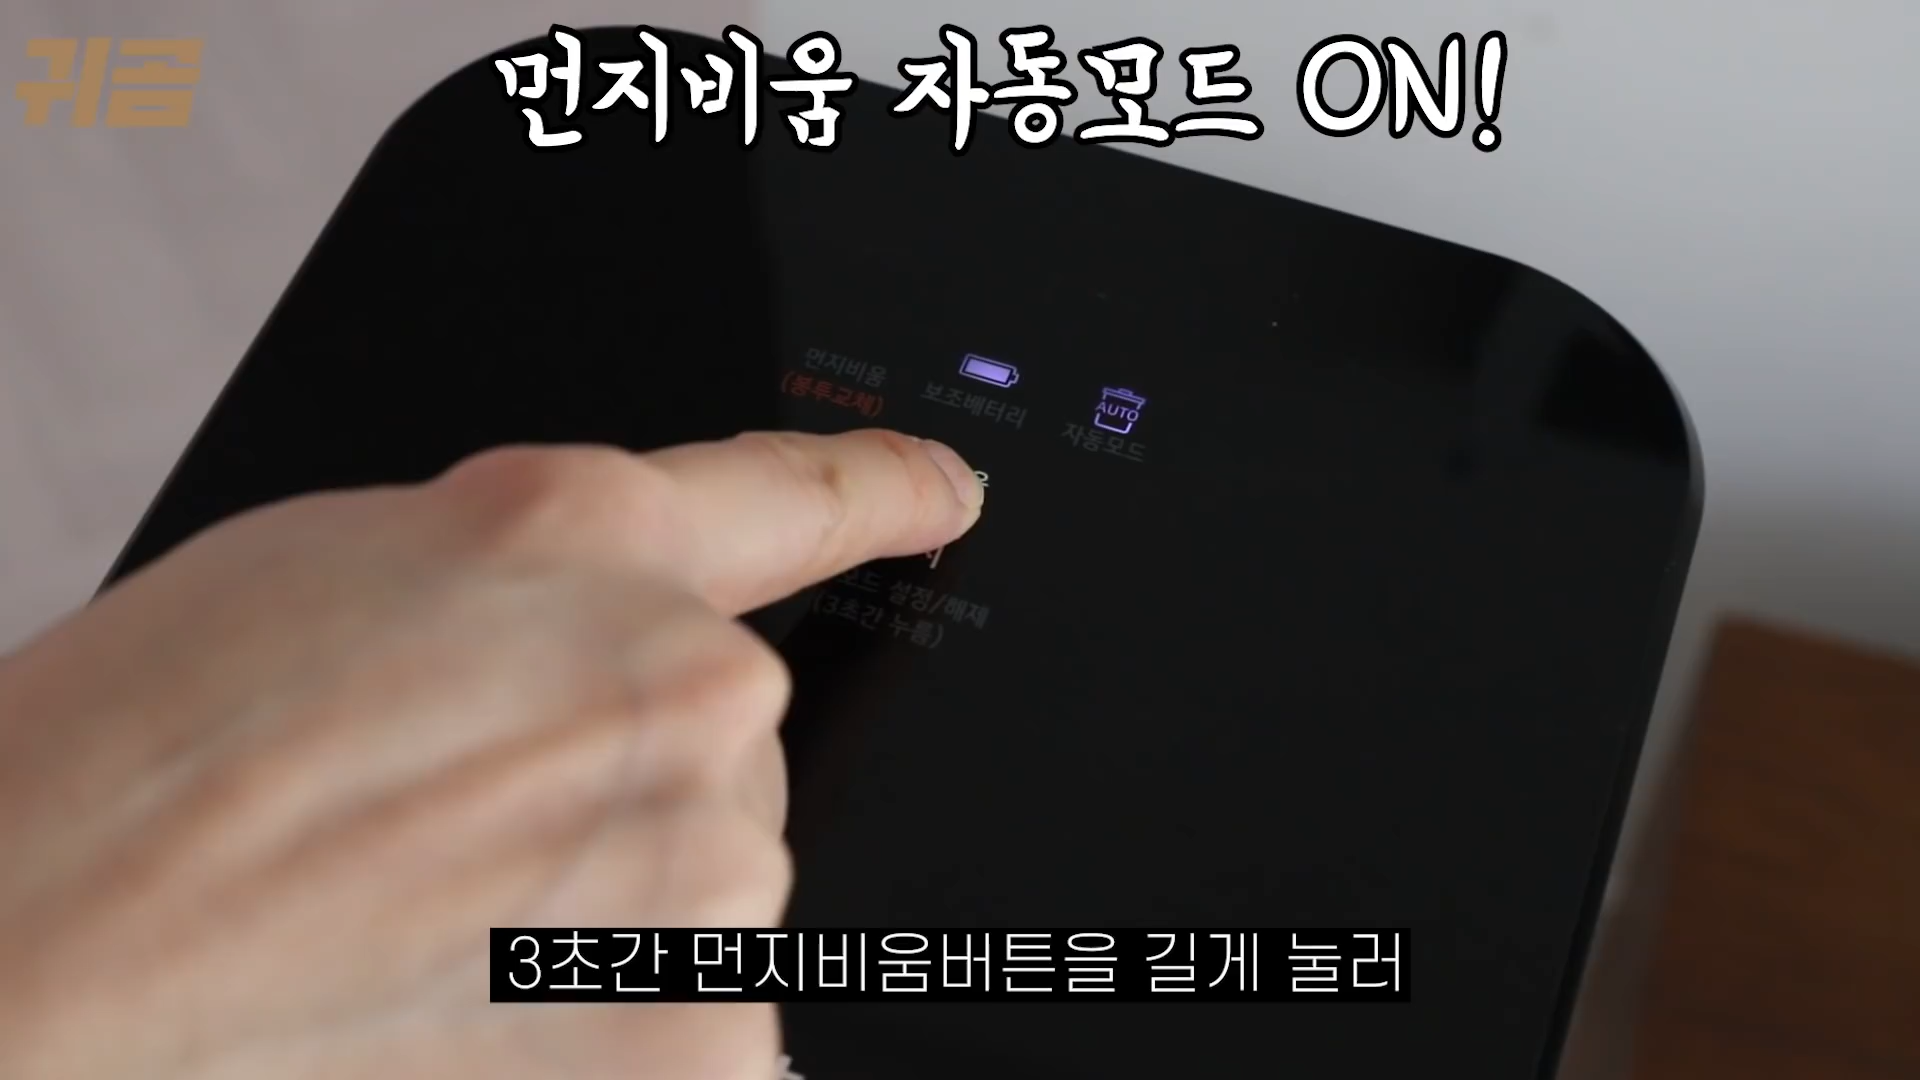 귀곰
먼지비움 자동모드 ON!
먼지비움
(봉투교체)
보조배터리
AUTO
자동모드
모드 설정/해제
(3초간 누름)
3초간 먼지비움버튼을 길게 눌러